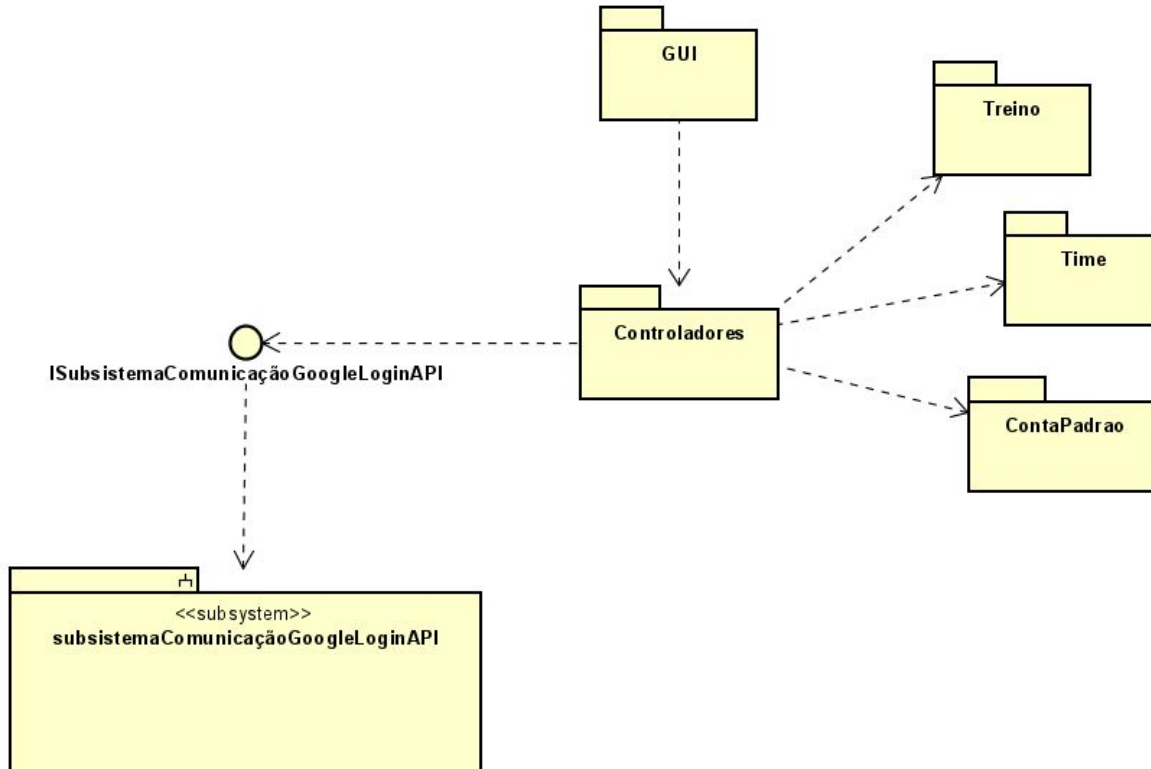 GUI
Treino
Time
Controladores
ISubsistemaComunicaçãoGoogleLoginAPI
ContaPadrao
<<subsystem>>
subsistemaComunicaçãoGoogleLoginAPI